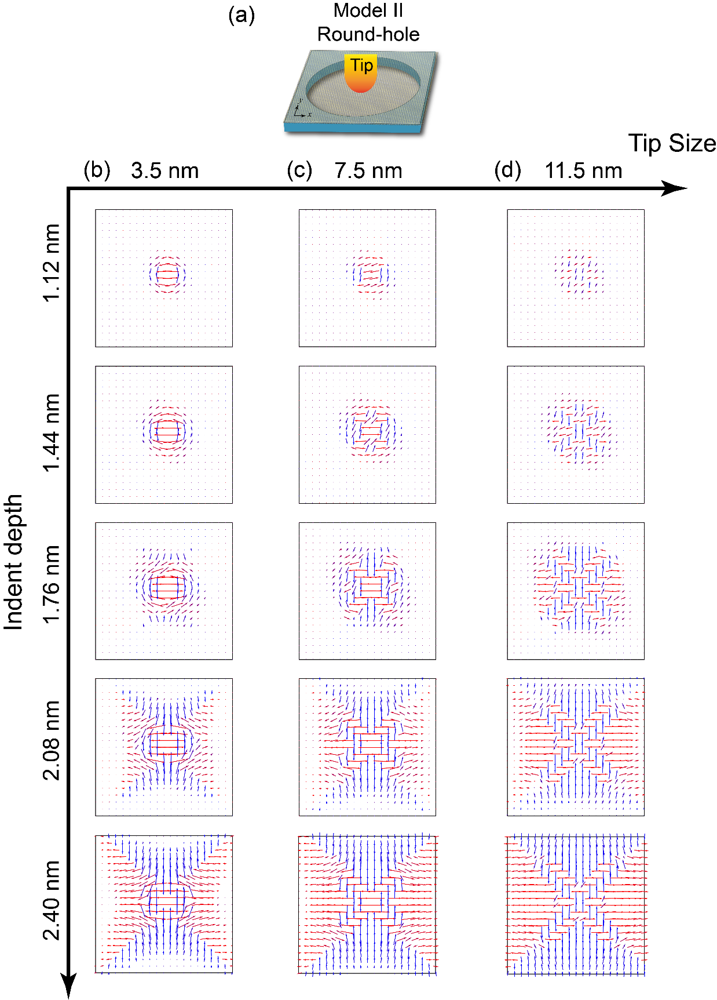 (a)
Model II
Round-hole
Tip
y
x
Tip Size
(b) 3.5 nm
(c) 7.5 nm
(d) 11.5 nm
Indent depth
1.12 nm
1.44 nm
1.76 nm
2.08 nm
2.40 nm